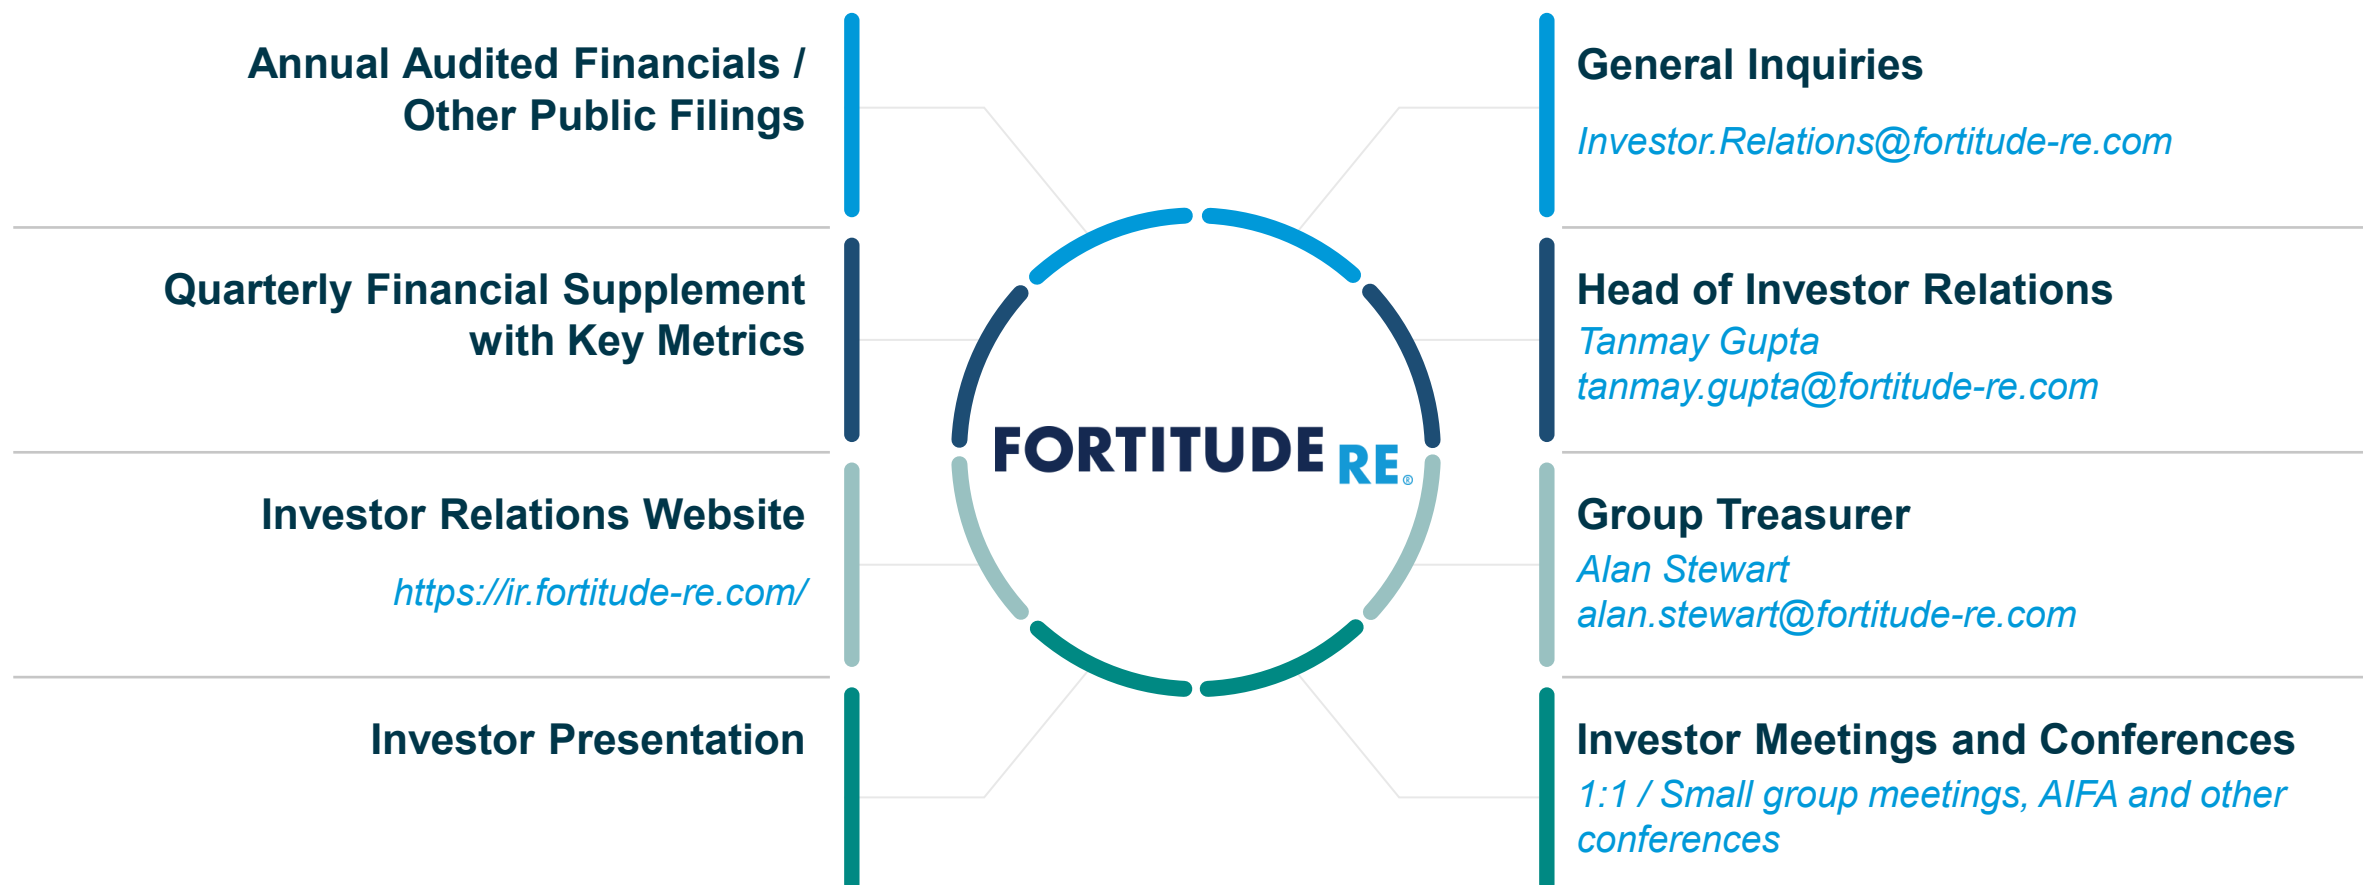 Annual Audited Financials /
Other Public Filings
Quarterly Financial Supplement
with Key Metrics
Investor Relations Website
https://ir.fortitude-re.com/
Investor Presentation
FORTITUDE RE®
General Inquiries
Investor.Relations@fortitude-re.com
Head of Investor Relations
Tanmay Gupta
tanmay.gupta@fortitude-re.com
Group Treasurer
Alan Stewart
alan.stewart@fortitude-re.com
Investor Meetings and Conferences
1:1 / Small group meetings, AIFA and other
conferences